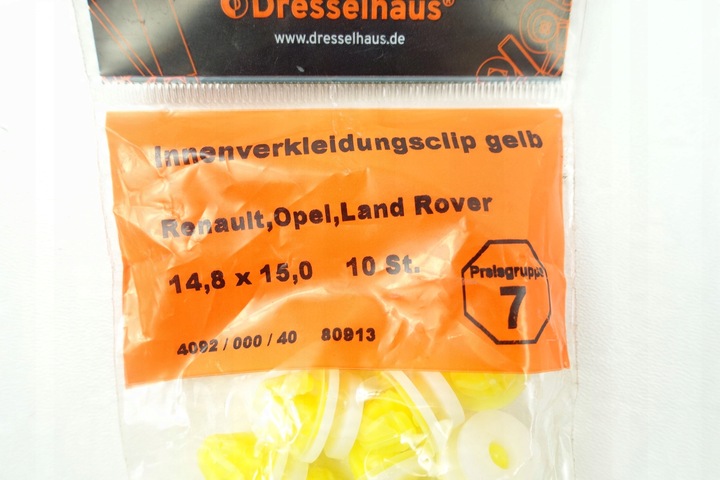 Dresselhaus®
www.dresselhaus.de
Innenverkleidungsclip gelb
Renault,Opel,Land Rover
14,8 x 15,0 10 St.
Preisgruppe
7
4092 / 000 / 40 80913